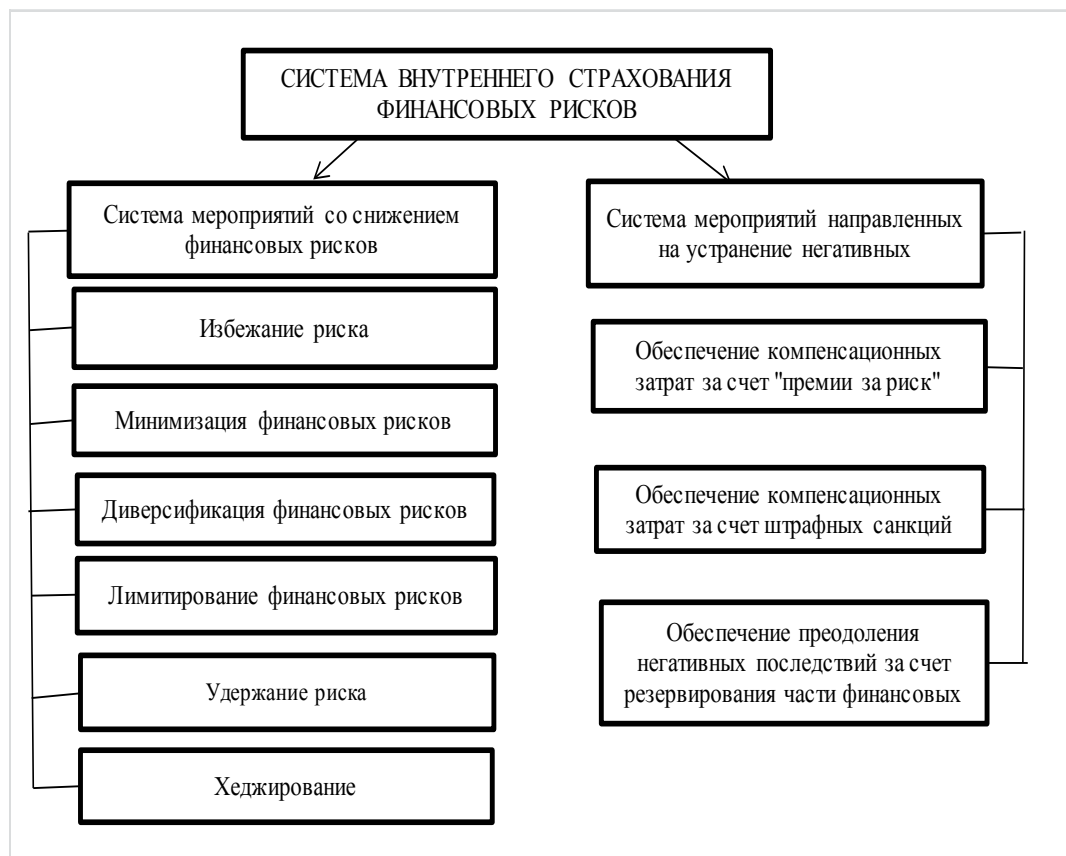 СИСТЕМА ВНУТРЕННЕГО СТРАХОВАНИЯ
ФИНАНСОВЫХ РИСКОВ
Система мероприятий со снижением
финансовых рисков
Избежание риска
Минимизация финансовых рисков
Диверсификация финансовых рисков
Лимитирование финансовых рисков
Удержание риска
Хеджирование
Система мероприятий направленных
на устранение негативных
Обеспечение компенсационных
затрат за счет "премии за риск"
Обеспечение компенсационных
затрат за счет штрафных санкций
Обеспечение преодоления
негативных последствий за счет
резервирования части финансовых